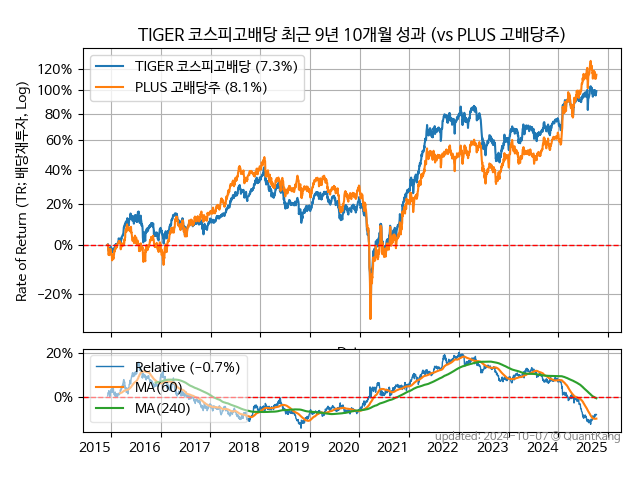 TIGER 코스피고배당 최근 9년 10개월 성과 (vs PLUS 고배당주)
Rate of Return (TR: 배당재투자, Log)
120%
100%
80%
60%
40%
20%
0%
−20%
TIGER 코스피고배당 (7.3%)
PLUS 고배당주 (8.1%)
20%
0%
Relative (−0.7%)
MA(60)
MA(240)
updated: 2024-10-07 © QuantKang
2015 2016 2017 2018 2019 2020 2021 2022 2023 2024 2025